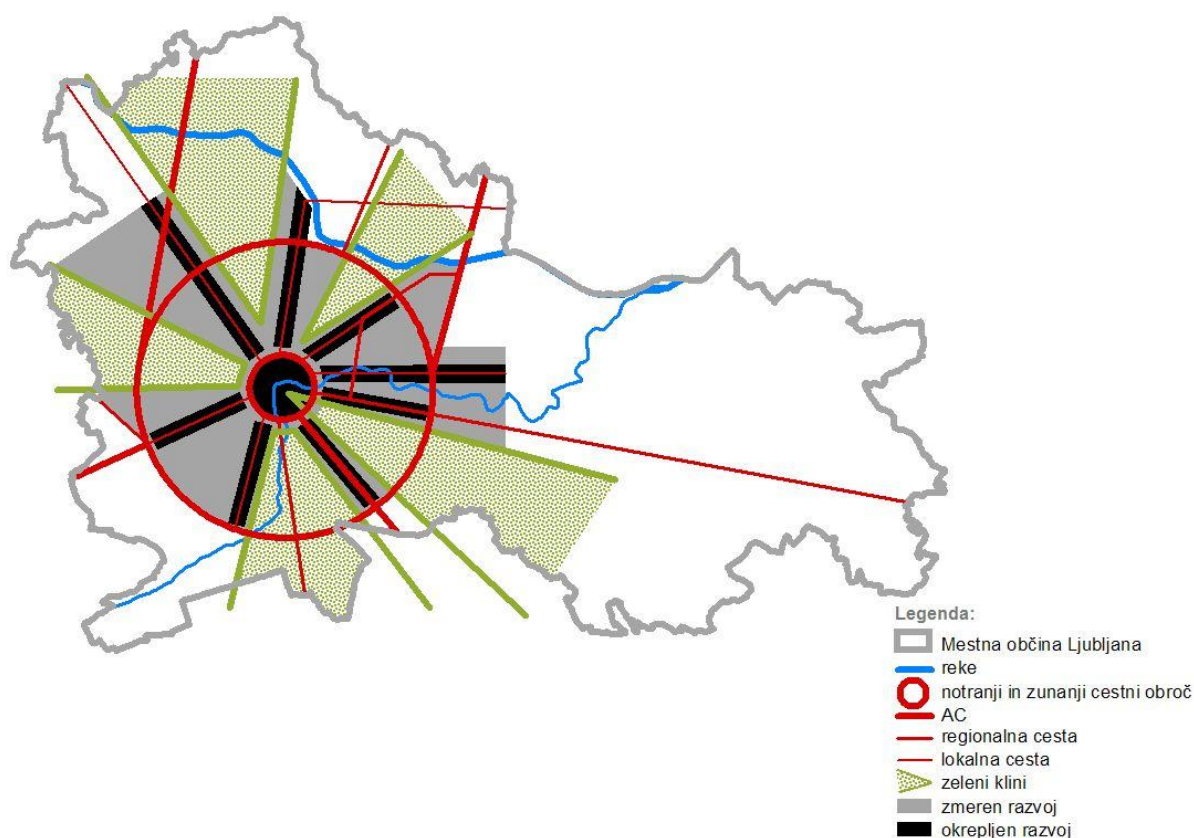 Legenda:
Mestna občina Ljubljana
reke
notranji in zunanji cestni obroč
AC
regionalna cesta
lokalna cesta
zeleni klini
zmeren razvoj
okrepljen razvoj